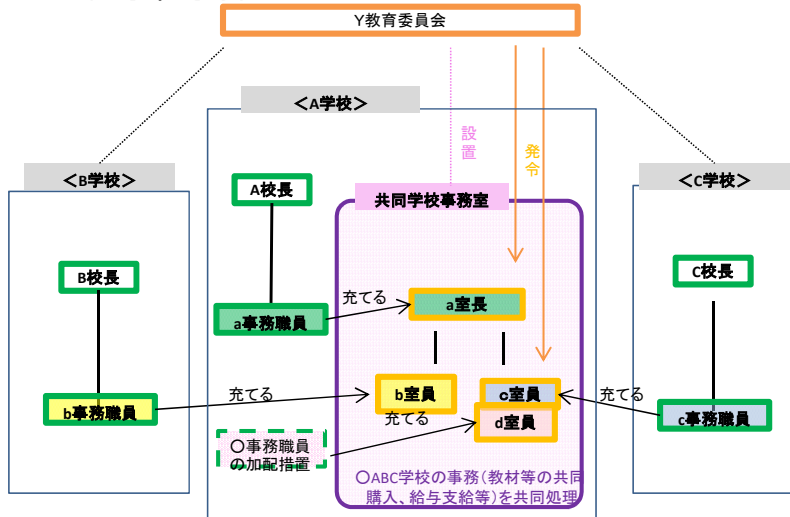 Y教育委員会
<A学校>
設置
発令
<B学校>
<C学校>
A校長
共同学校事務室
B校長
C校長
a事務職員
充てる
a室長
b事務職員
充てる
b室員
c室員
充てる
c事務職員
充てる
d室員
○事務職員
の加配措置
○ABC学校の事務(教材等の共同
購入、給与支給等)を共同処理